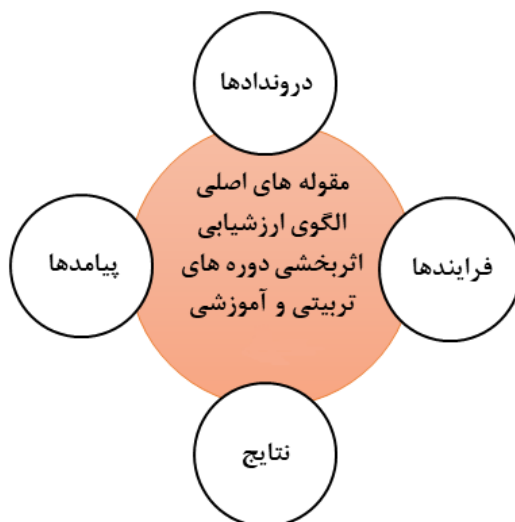 دروندادها
مقوله های اصلی
الگوی ارزشیابی
اثربخشی دوره های
تربیتی و آموزشی
فرایندها
پیامدها
نتایج